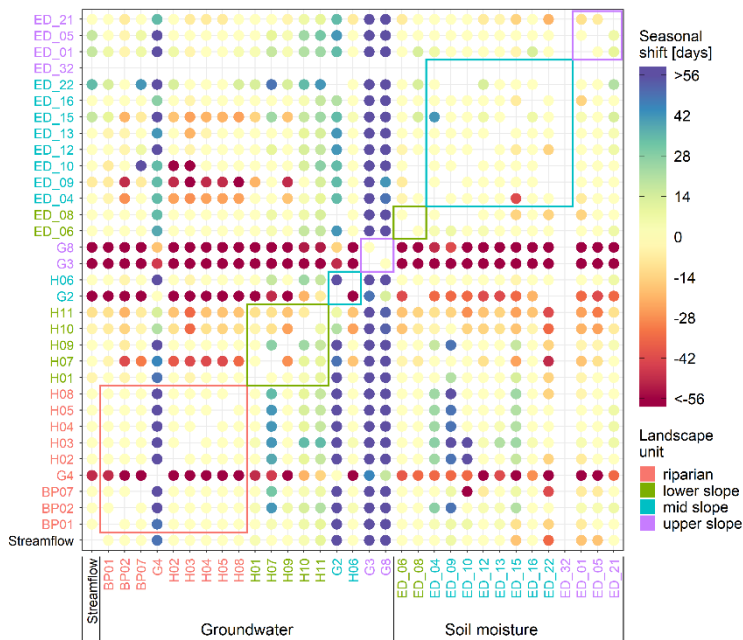 ED_21
ED_05
ED_01
ED_32
ED_22
ED_16
ED_15
ED_13
ED_12
ED_10
ED_09
ED_04
ED_08
ED_06
G8
G3
H06
G2
H11
H10
H09
H07
H01
H08
H05
H04
H03
H02
G4
BP07
BP02
BP01
Streamflow
Seasonal
shift [days]
>56
42
28
14
0
-14
-28
-42
<-56
Landscape
unit
riparian
lower slope
mid slope
upper slope
Streamflow
BP01
BP02
BP07
G4
H02
H03
H04
H05
H08
H01
H07
H09
H10
H11
G2
H06
G3
G8
ED_06
ED_08
ED_04
ED_09
ED_10
ED_12
ED_13
ED_15
ED_16
ED_22
ED_32
ED_01
ED_05
ED_21
Groundwater
Soil moisture